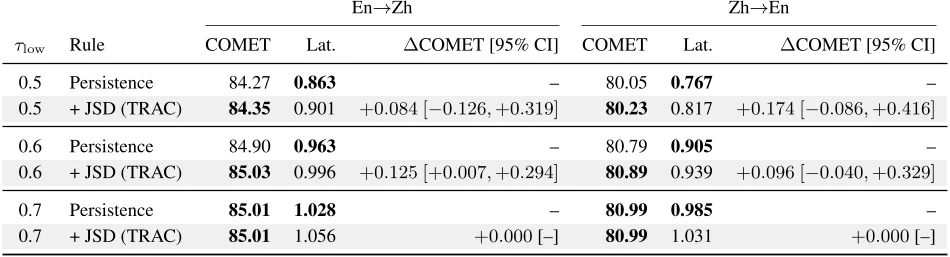 En→Zh Zh→En
τlow Rule COMET Lat. ΔCOMET [95% CI] COMET Lat. ΔCOMET [95% CI]
0.5 Persistence 84.27 0.863 – 80.05 0.767 –
0.5 + JSD (TRAC) 84.35 0.901 +0.084 [−0.126, +0.319] 80.23 0.817 +0.174 [−0.086, +0.416]
0.6 Persistence 84.90 0.963 – 80.79 0.905 –
0.6 + JSD (TRAC) 85.03 0.996 +0.125 [+0.007, +0.294] 80.89 0.939 +0.096 [−0.040, +0.329]
0.7 Persistence 85.01 1.028 – 80.99 0.985 –
0.7 + JSD (TRAC) 85.01 1.056 +0.000 [–] 80.99 1.031 +0.000 [–]